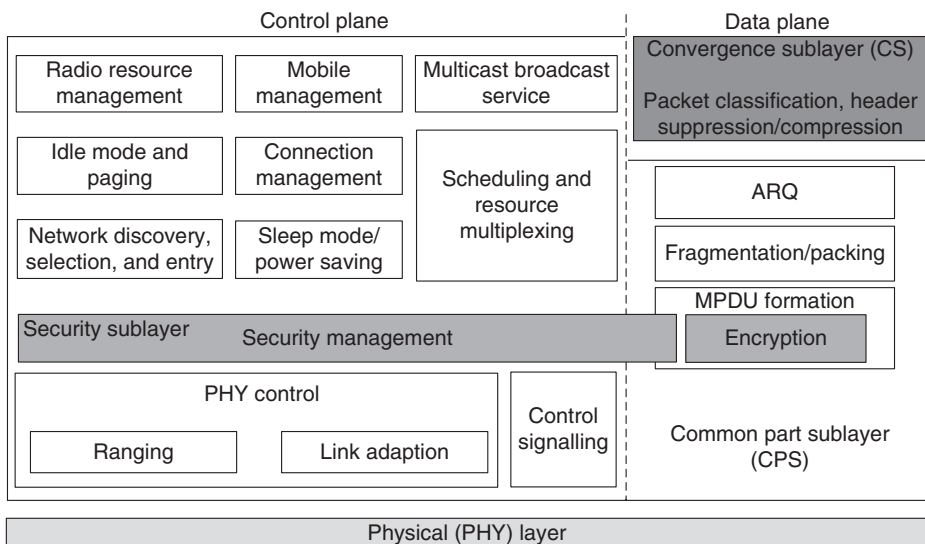 Control plane
Data plane
Radio resource
management
Mobile
management
Multicast broadcast
service
Convergence sublayer (CS)
Packet classification, header
suppression/compression
Idle mode and
paging
Connection
management
Scheduling and
resource
multiplexing
ARQ
Network discovery,
selection, and entry
Sleep mode/
power saving
Fragmentation/packing
MPDU formation
Security sublayer
Security management
Encryption
PHY control
Ranging
Link adaption
Control
signalling
Common part sublayer
(CPS)
Physical (PHY) layer